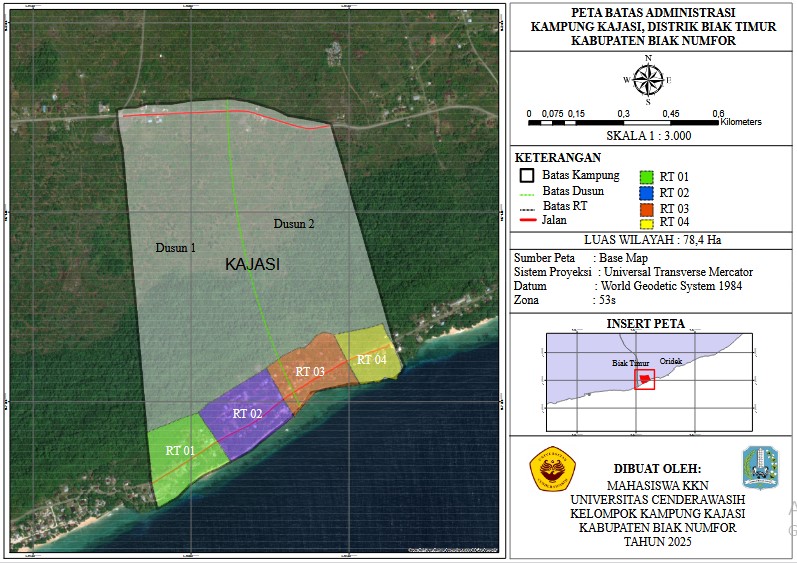 PETA BATAS ADMINISTRASI
KAMPUNG KAJASI, DISTRIK BIAK TIMUR
KABUPATEN BIAK NUMFOR
N
W E
S
0 0,075 0,15 0,3 0,45 0,6
Kilometers
SKALA 1 : 3.000
KETERANGAN
Batas Kampung
Batas Dusun
Batas RT
Jalan
RT 01
RT 02
RT 03
RT 04
LUAS WILAYAH : 78,4 Ha
Sumber Peta : Base Map
Sistem Proyeksi : Universal Transverse Mercator
Datum : World Geodetic System 1984
Zona : 53s
INSERT PETA
Biak Timur
Oridek
DIBUAT OLEH:
MAHASISWA KKN
UNIVERSITAS CENDERAWASIH
KELOMPOK KAMPUNG KAJASI
KABUPATEN BIAK NUMFOR
TAHUN 2025
Dusun 1
Dusun 2
KAJASI
RT 01
RT 02
RT 03
RT 04